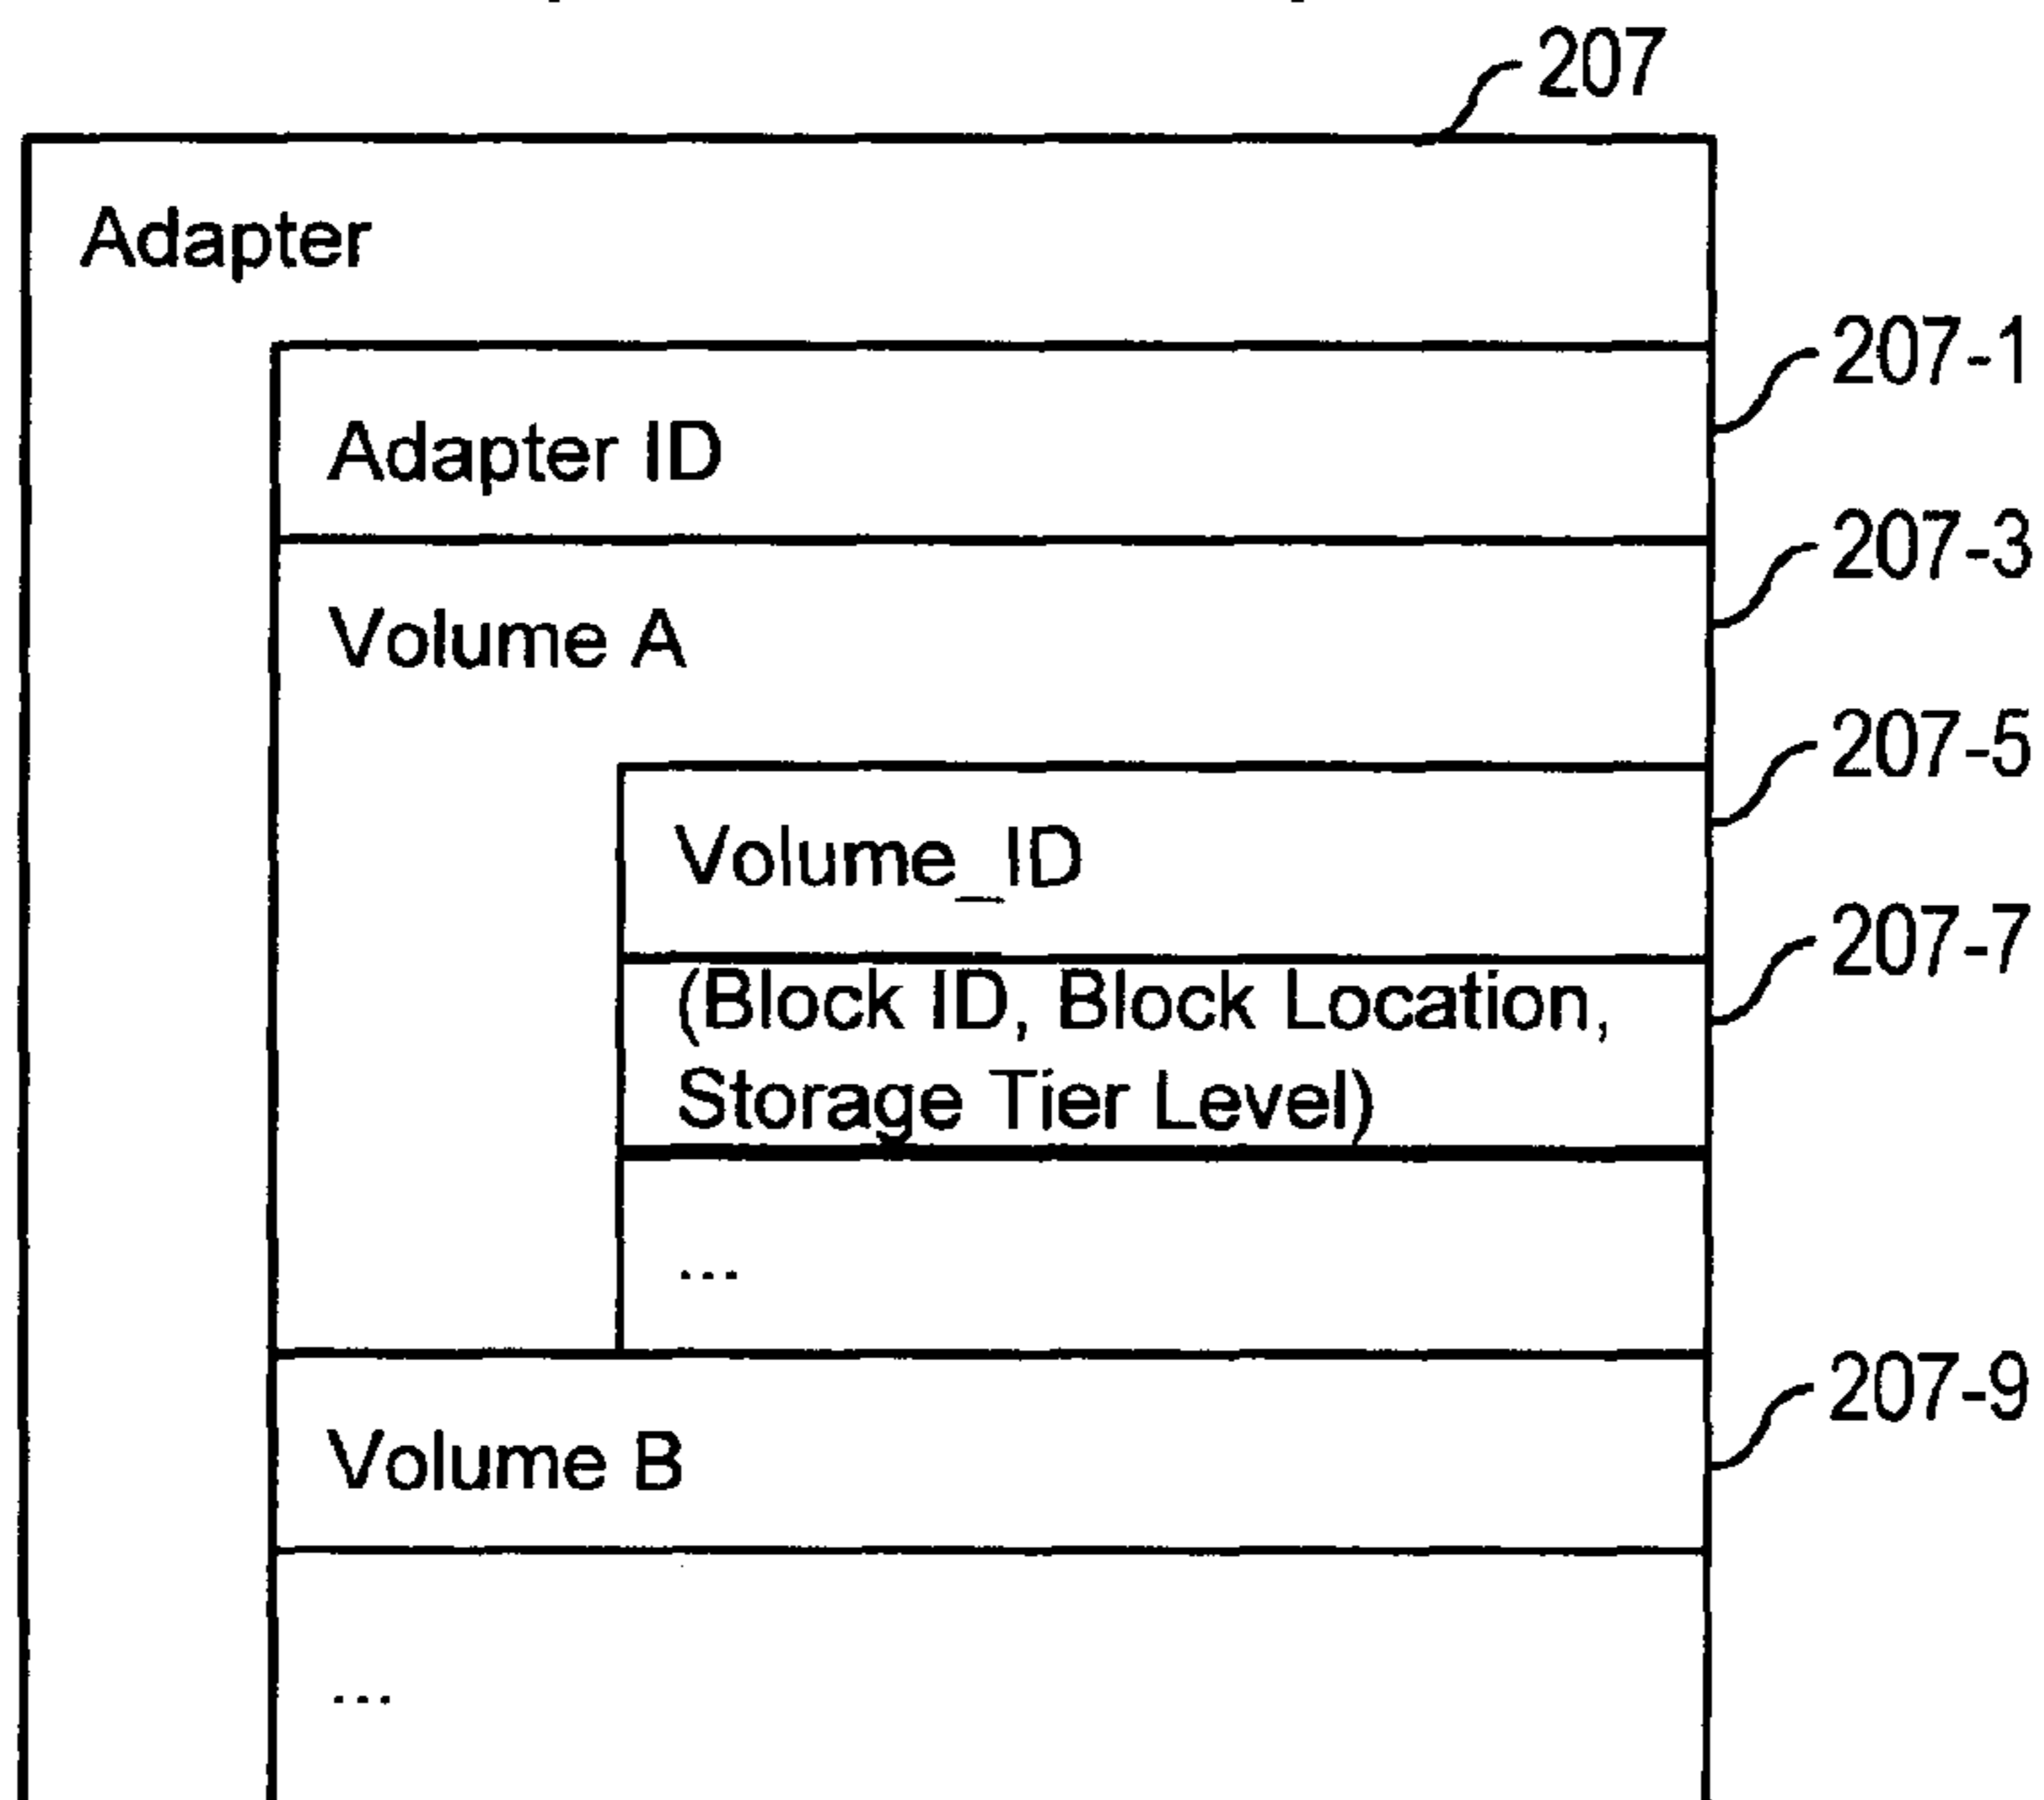 207
Adapter
207-1
Adapter ID
207-3
Volume A
207-5
Volume_ID
207-7
(Block ID, Block Location,
Storage Tier Level)
...
207-9
Volume B
...